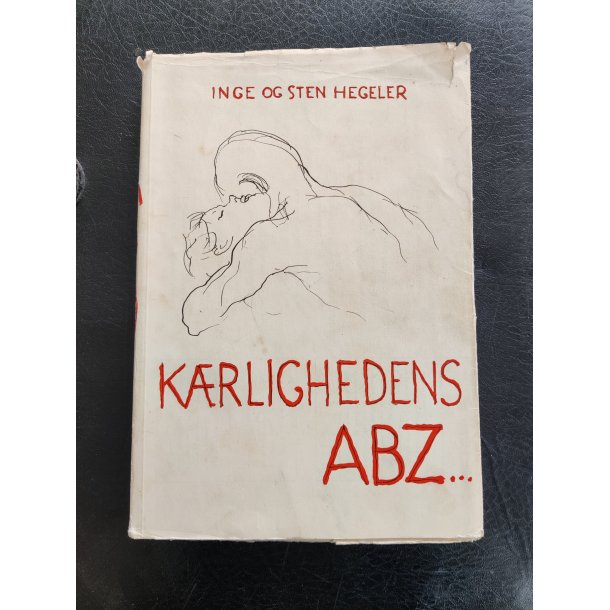 INGE OG STEN HEGELER
KÆRLIGHEDENS
ABZ...